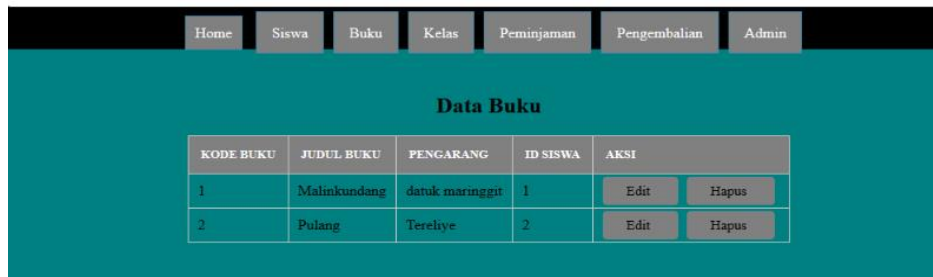 Home Siswa Buku Kelas Peminjaman Pengembalian Admin
Data Buku
KODE BUKU JUDUL BUKU PENGARANG ID SISWA AKSI
1 Malinkundang datuk maringgit 1 Edit Hapus
2 Pulang Tereliye 2 Edit Hapus